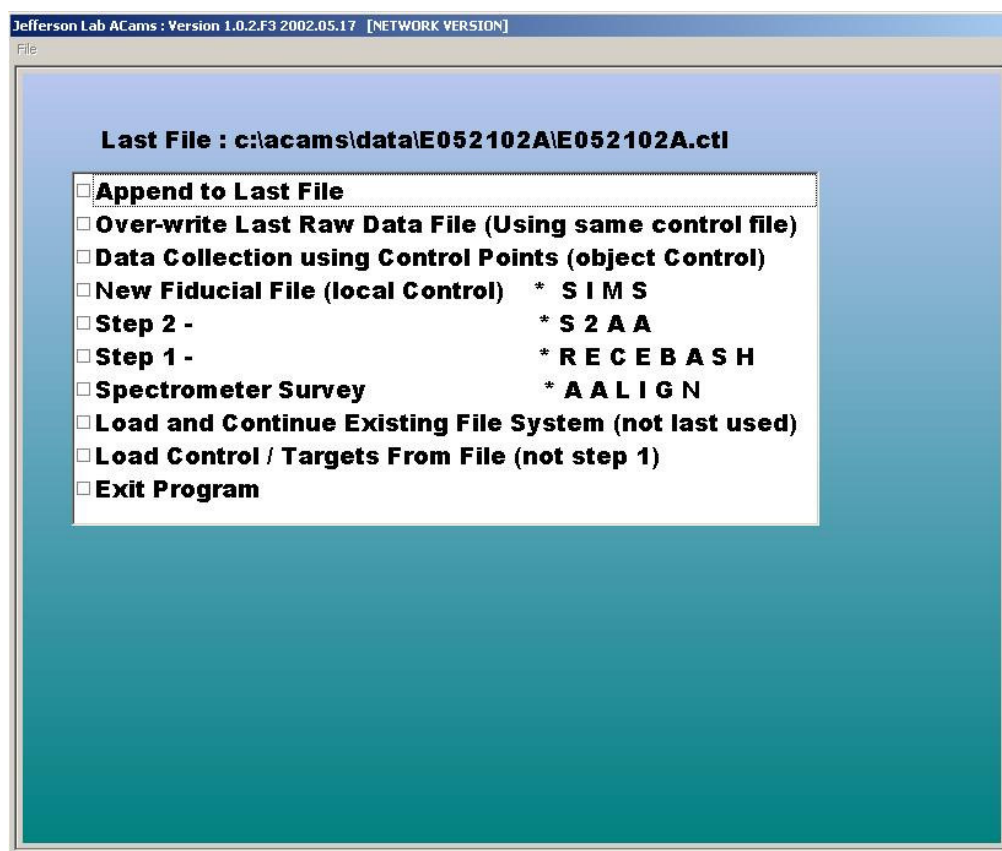 Jefferson Lab ACams : Version 1.0.2.F3 2002.05.17 [NETWORK VERSION]
File
Last File : c:\acams\data\E052102A\E052102A.ctl
Append to Last File
Over-write Last Raw Data File (Using same control file)
Data Collection using Control Points (object Control)
New Fiducial File (local Control) * S I M S
Step 2 - * S 2 A A
Step 1 - * R E C E B A S H
Spectrometer Survey * A A L I G N
Load and Continue Existing File System (not last used)
Load Control / Targets From File (not step 1)
Exit Program